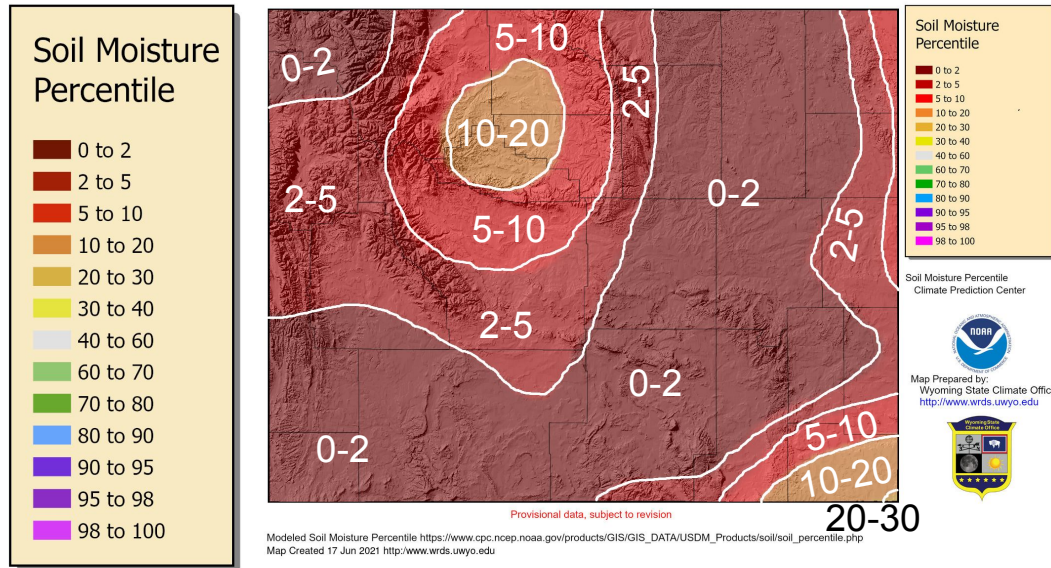 Soil Moisture
Percentile
0 to 2
2 to 5
5 to 10
10 to 20
20 to 30
30 to 40
40 to 60
60 to 70
70 to 80
80 to 90
90 to 95
95 to 98
98 to 100
0-2
5-10
2-5
10-20
2-5
0-2
5-10
2-5
2-5
0-2
0-2
5-10
10-20
20-30
Provisional data, subject to revision
Modeled Soil Moisture Percentile https://www.cpc.ncep.noaa.gov/products/GIS/GIS_DATA/USDM_Products/soil/soil_percentile.php
Map Created 17 Jun 2021 http:/www.wrds.uwyo.edu
Soil Moisture
Percentile
0 to 2
2 to 5
5 to 10
10 to 20
20 to 30
30 to 40
40 to 60
60 to 70
70 to 80
80 to 90
90 to 95
95 to 98
98 to 100
Soil Moisture Percentile
Climate Prediction Center
NOAA
Map Prepared by:
Wyoming State Climate Offic
http://www.wrds.uwyo.edu
Wyoming State
Climate Office